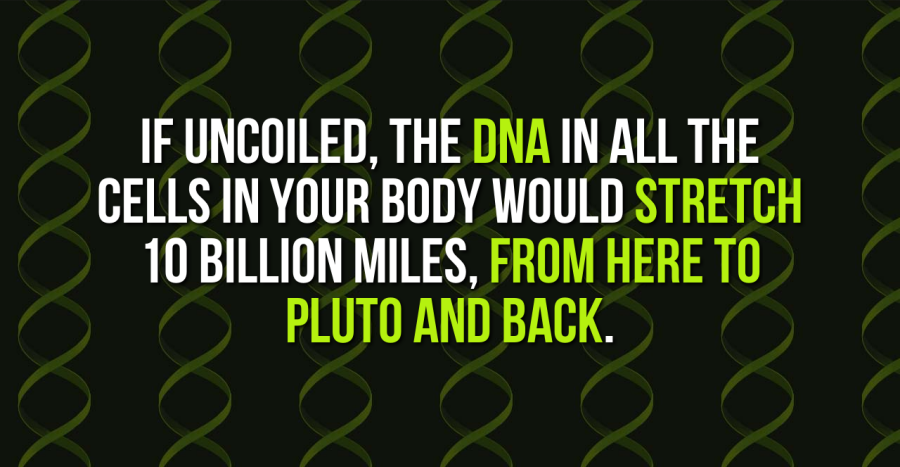 IF UNCOILED, THE DNA IN ALL THE
CELLS IN YOUR BODY WOULD STRETCH
10 BILLION MILES, FROM HERE TO
PLUTO AND BACK.